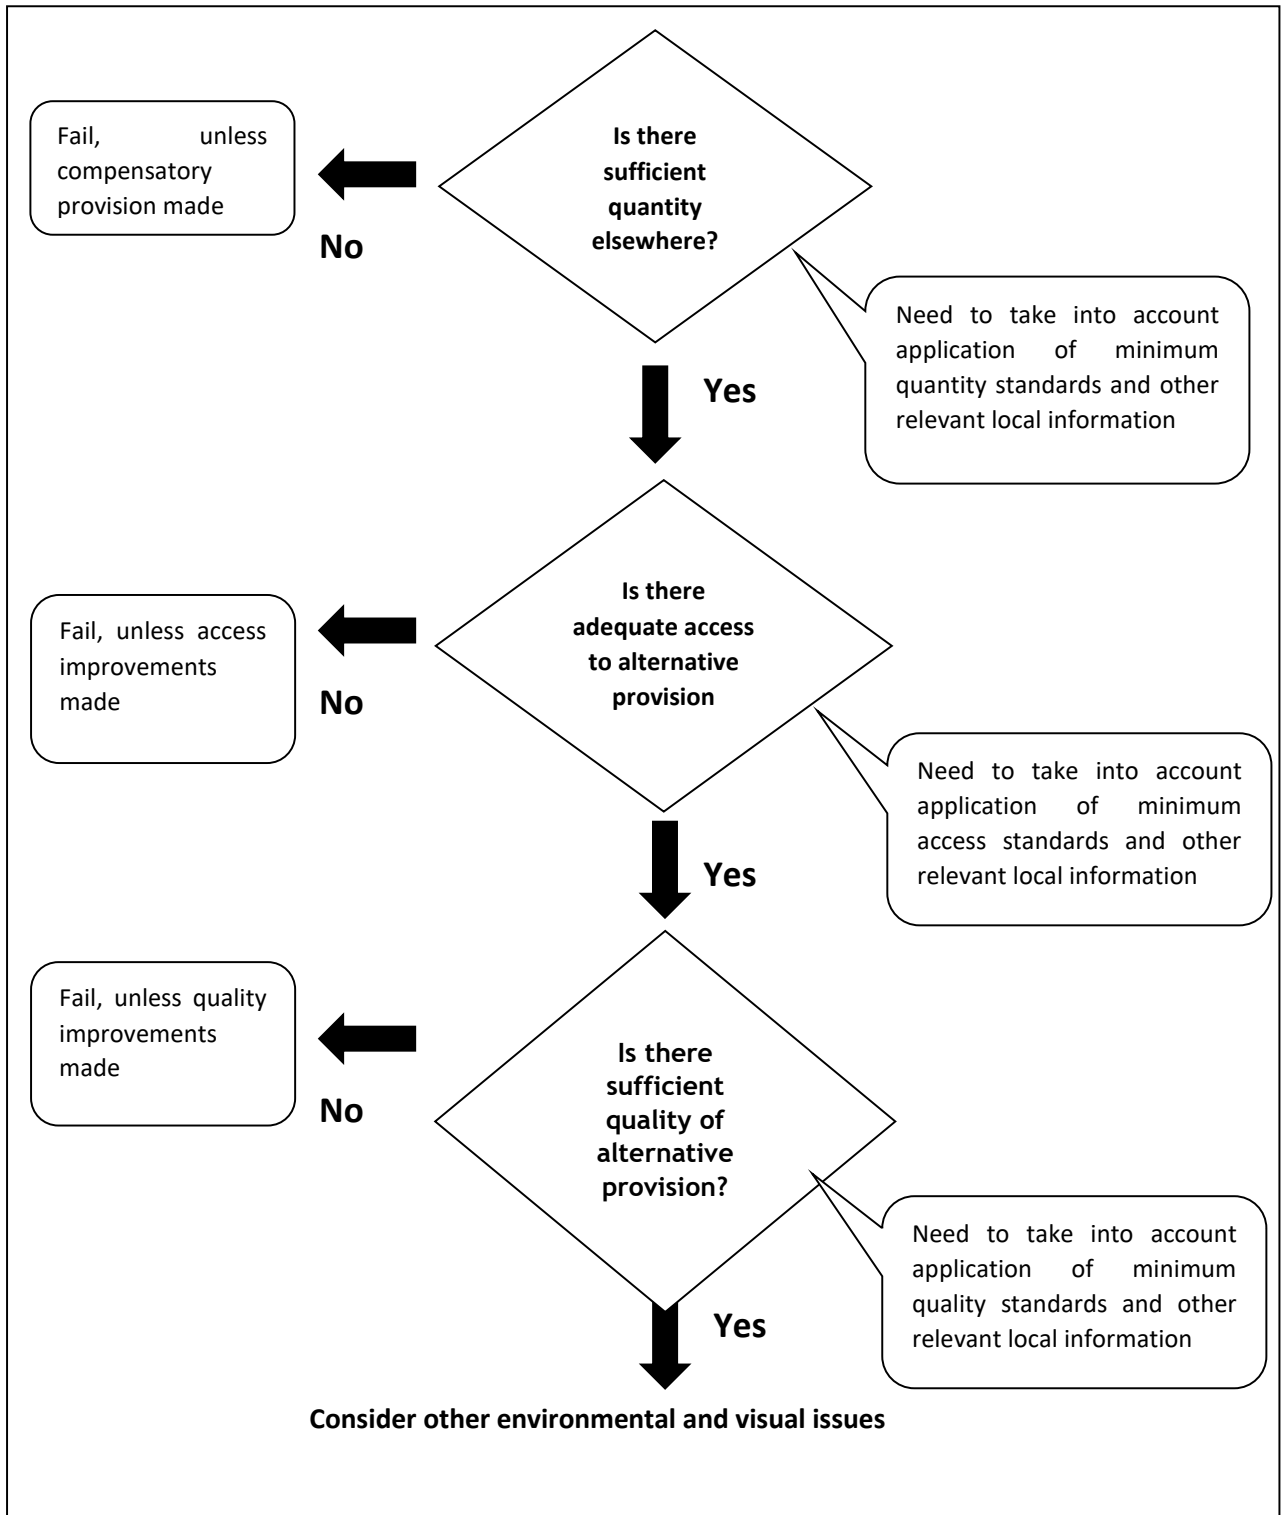 Is there
sufficient
quantity
elsewhere?
Fail, unless
compensatory
provision made
No
Need to take into account
application of minimum
quantity standards and other
relevant local information
Yes
Is there
adequate access
to alternative
provision
Fail, unless access
improvements
made
No
Need to take into account
application of minimum
access standards and other
relevant local information
Yes
Is there
sufficient
quality of
alternative
provision?
Fail, unless quality
improvements
made
No
Need to take into account
application of minimum
quality standards and other
relevant local information
Yes
Consider other environmental and visual issues